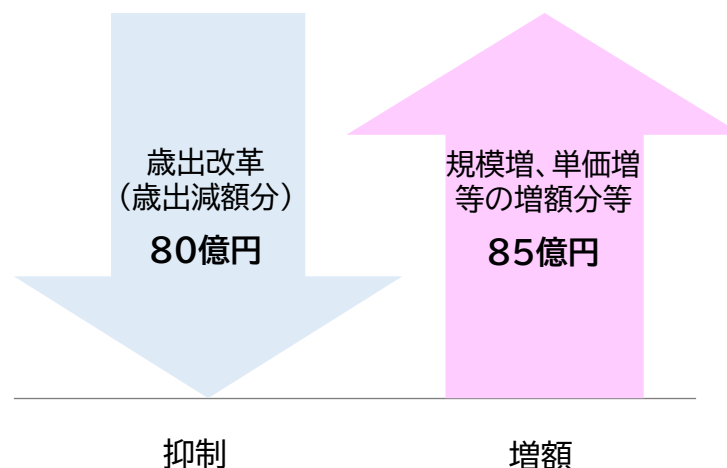 歳出改革
（歳出減額分）
80億円
規模増、単価増
等の増額分等
85億円
抑制
増額